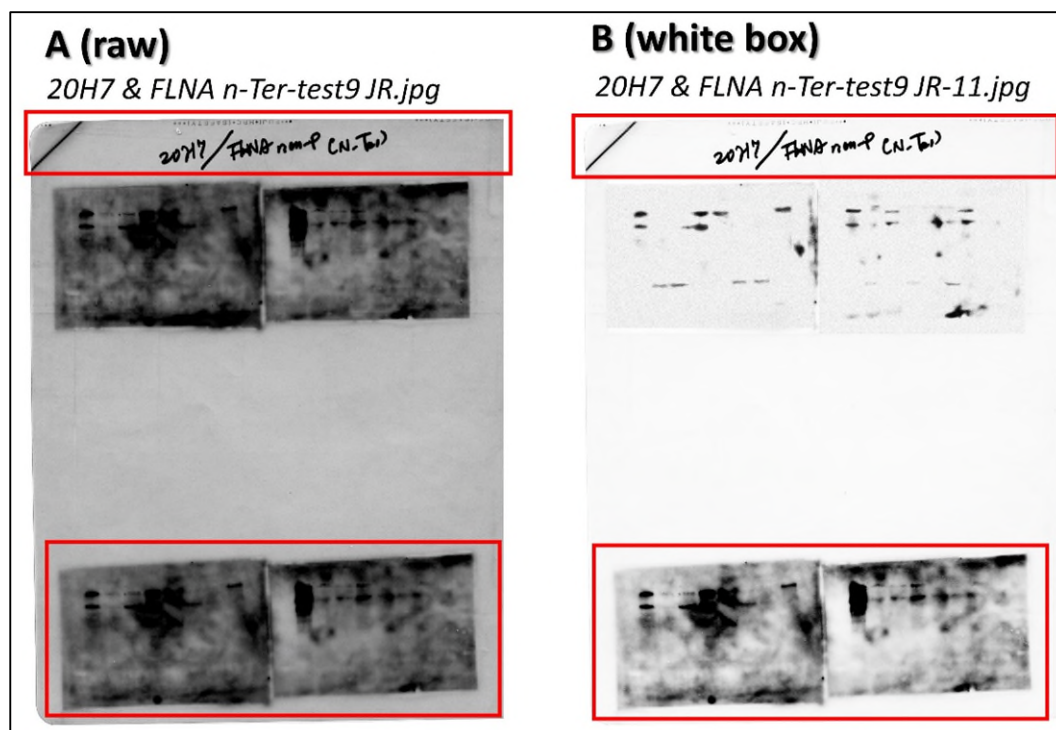 A (raw)
20H7 & FLNA n-Ter-test9 JR.jpg
20H7/FLNA non-P (N-Ter)
B (white box)
20H7 & FLNA n-Ter-test9 JR-11.jpg
20H7/FLNA non-P (N-Ter)